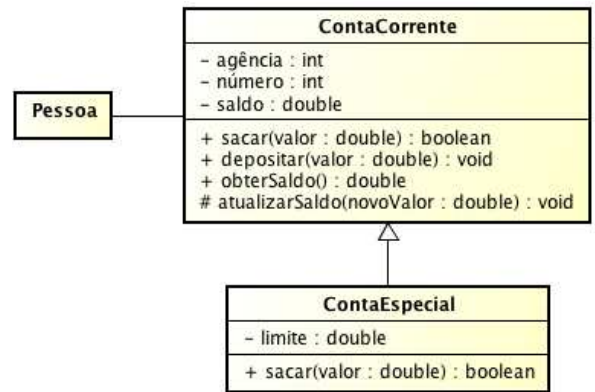 ContaCorrente
- agência : int
- número : int
- saldo : double
+ sacar(valor : double) : boolean
+ depositar(valor : double) : void
+ obterSaldo() : double
# atualizarSaldo(novoValor : double) : void
Pessoa
ContaEspecial
- limite : double
+ sacar(valor : double) : boolean